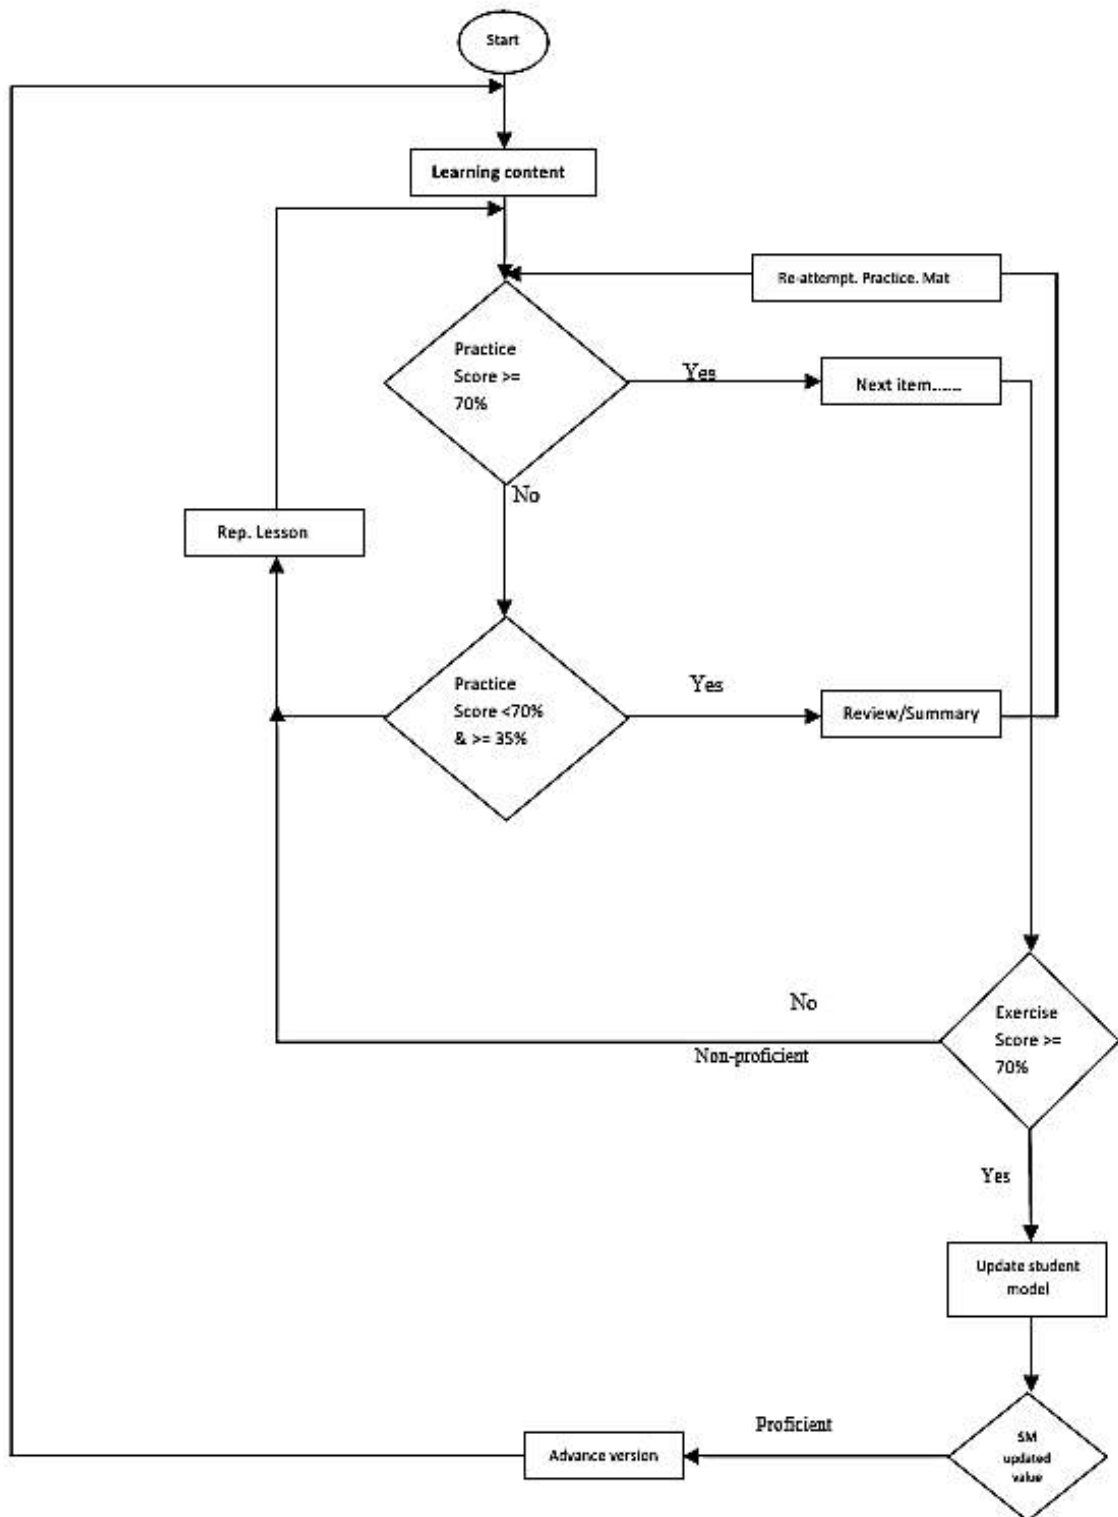 Start
Learning content
Re-attempt. Practice. Mat
Practice
Score >=
70%
Yes
Next item.......
No
Rep. Lesson
Practice
Score <70%
& >= 35%
Yes
Review/Summary
No
Non-proficient
Exercise
Score >=
70%
Yes
Update student
model
Proficient
Advance version
SM
updated
value